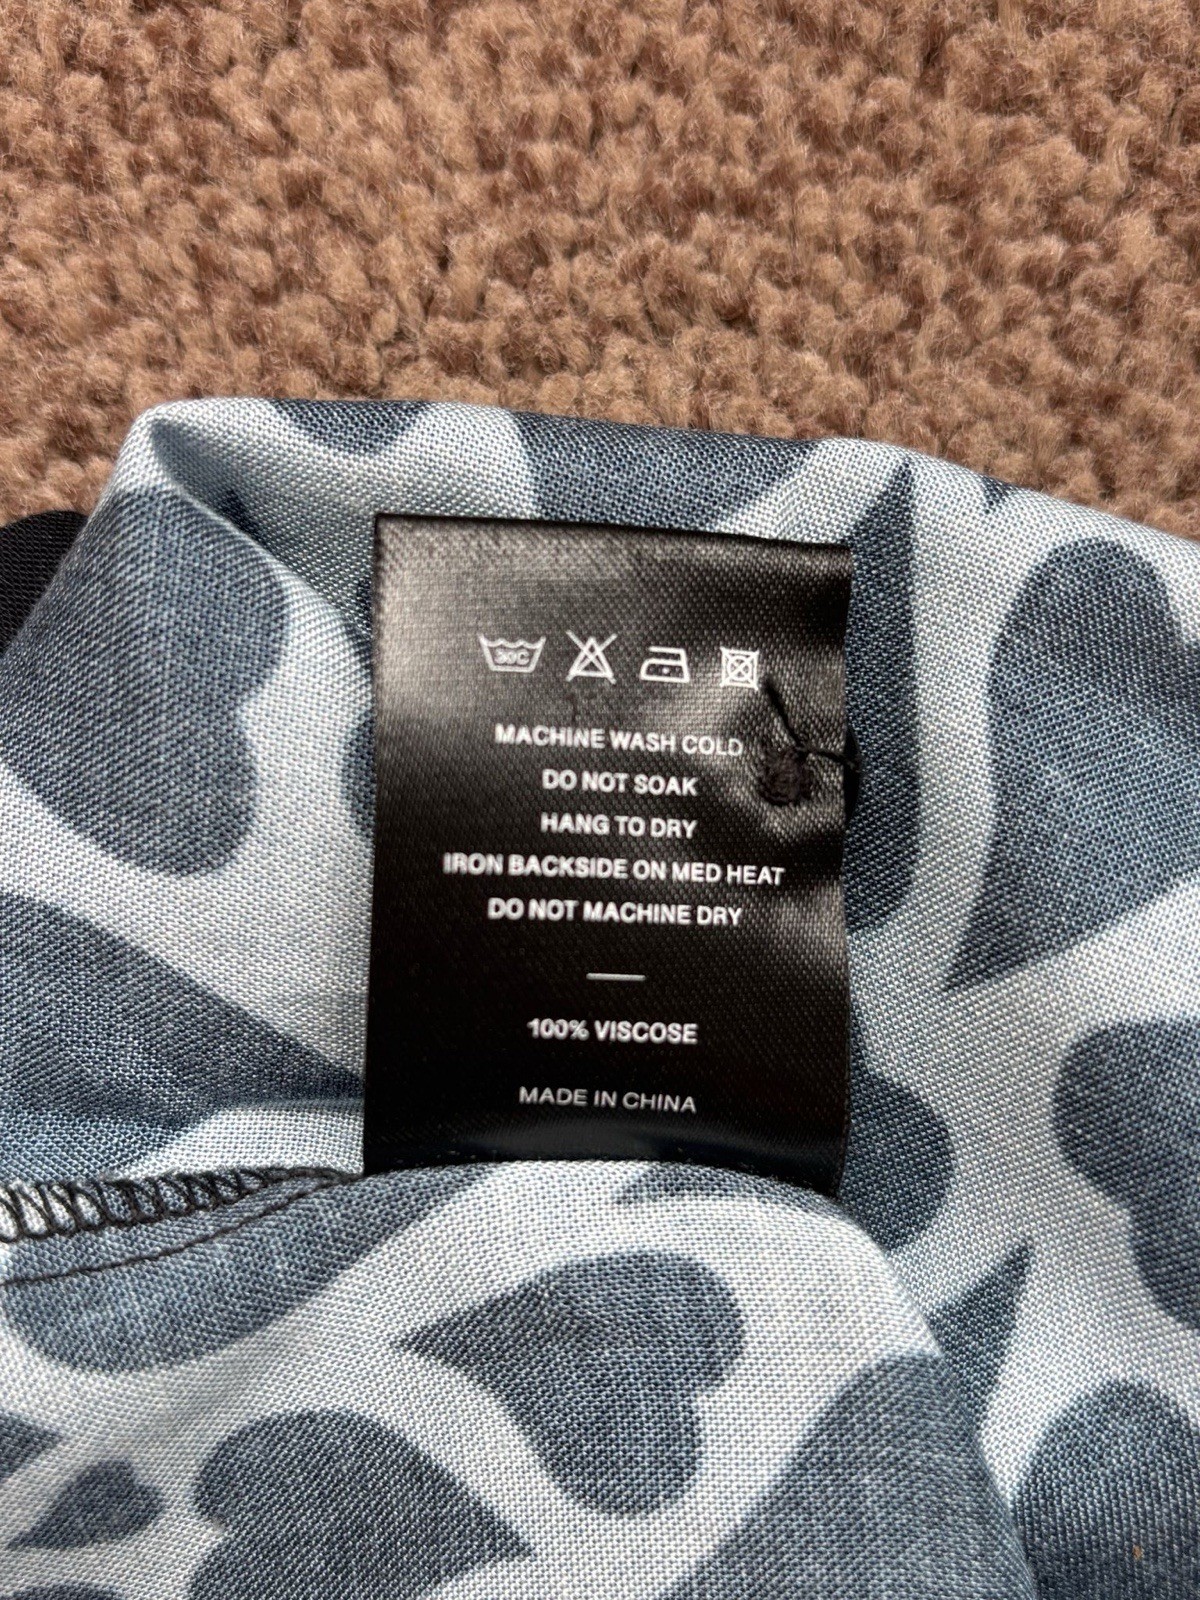 30°C
MACHINE WASH COLD
DO NOT SOAK
HANG TO DRY
IRON BACKSIDE ON MED HEAT
DO NOT MACHINE DRY
100% VISCOSE
MADE IN CHINA